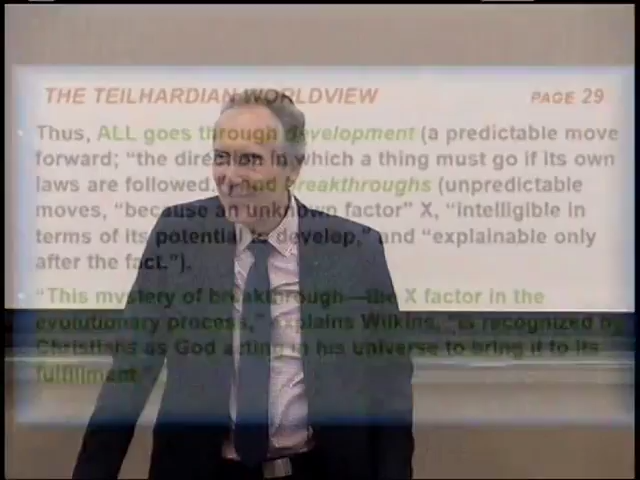 THE TEILHARDIAN WORLDVIEW PAGE 29
Thus, ALL goes through development (a predictable move
forward; "the direction in which a thing must go if its own
laws are followed. and breakthroughs (unpredictable
moves, "because an unknown factor" X, "intelligible in
terms of its potential to develop," and "explainable only
after the fact.").
"This mystery of breakthrough—the X factor in the
evolutionary process," explains Wilkins, "is recognized by
Christians as God acting in his universe to bring it to its
fulfillment."